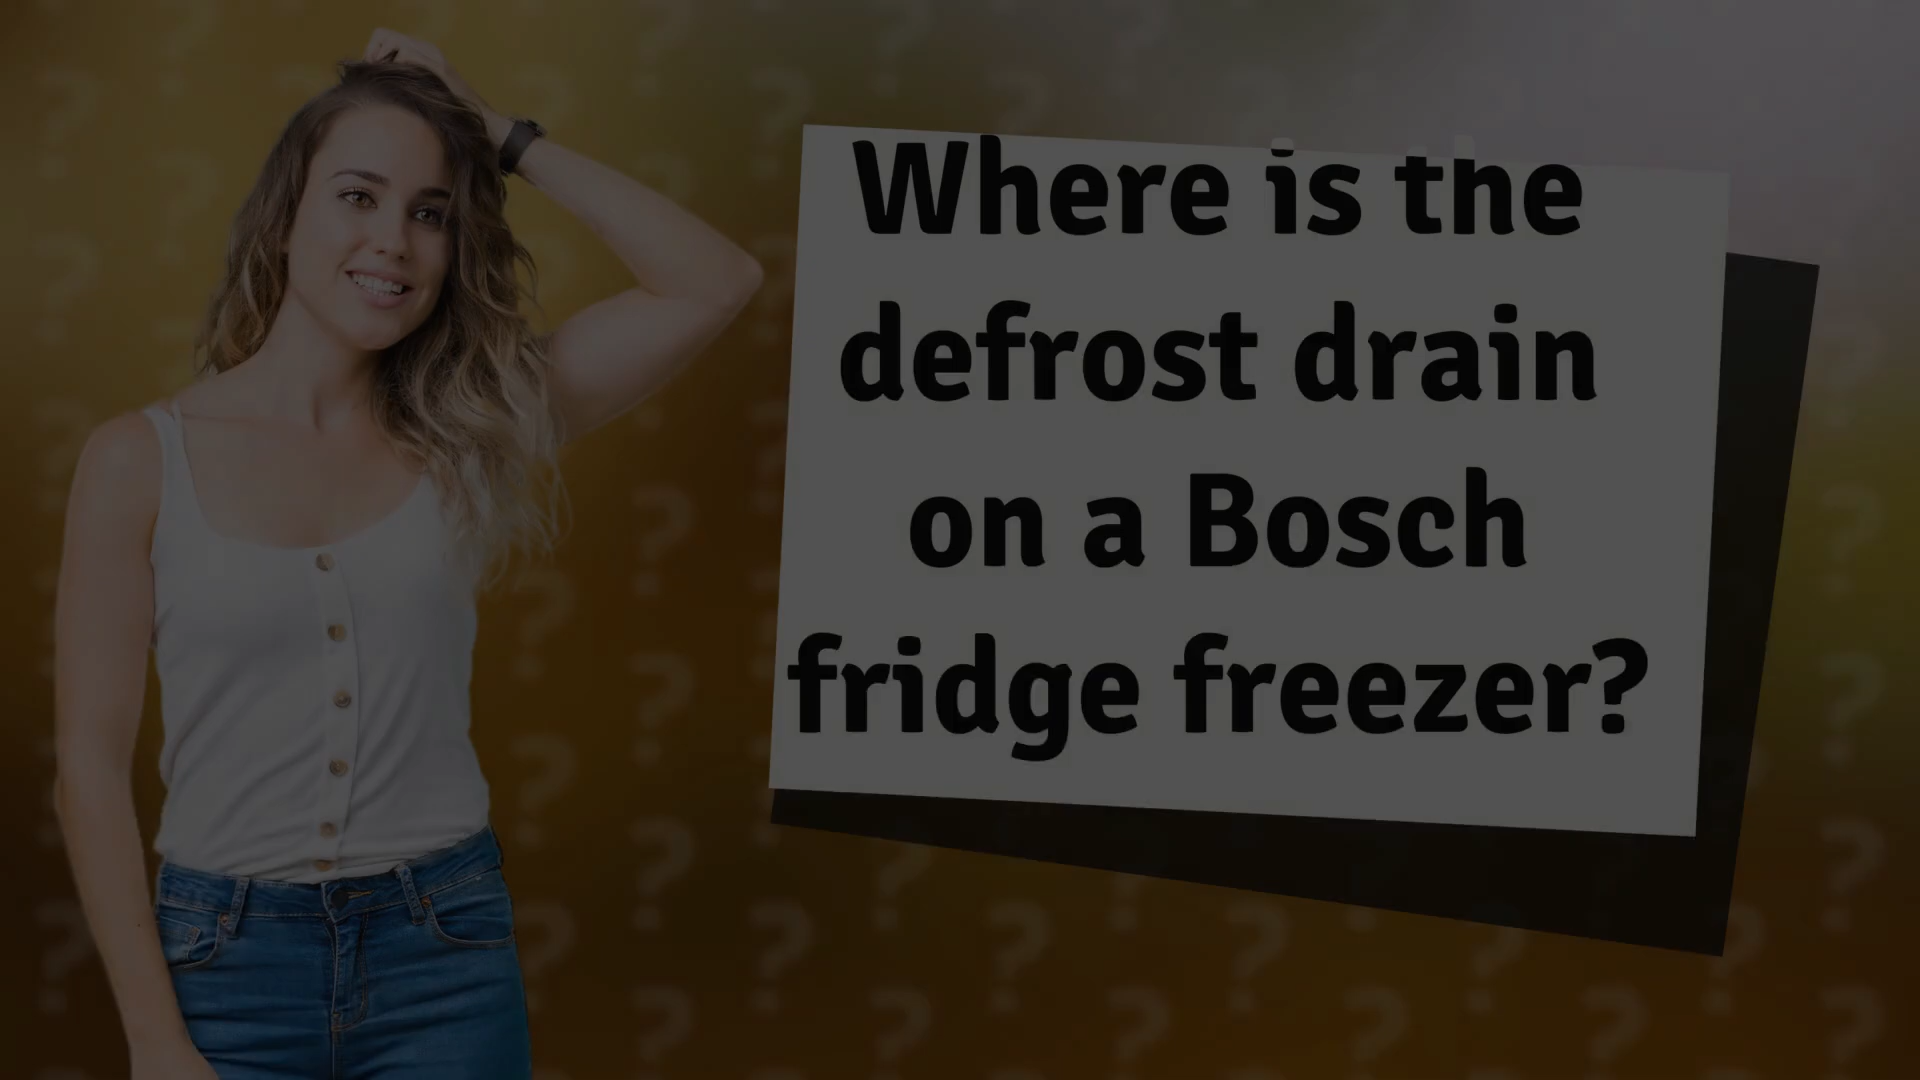 Where is the
defrost drain
on a Bosch
fridge freezer?